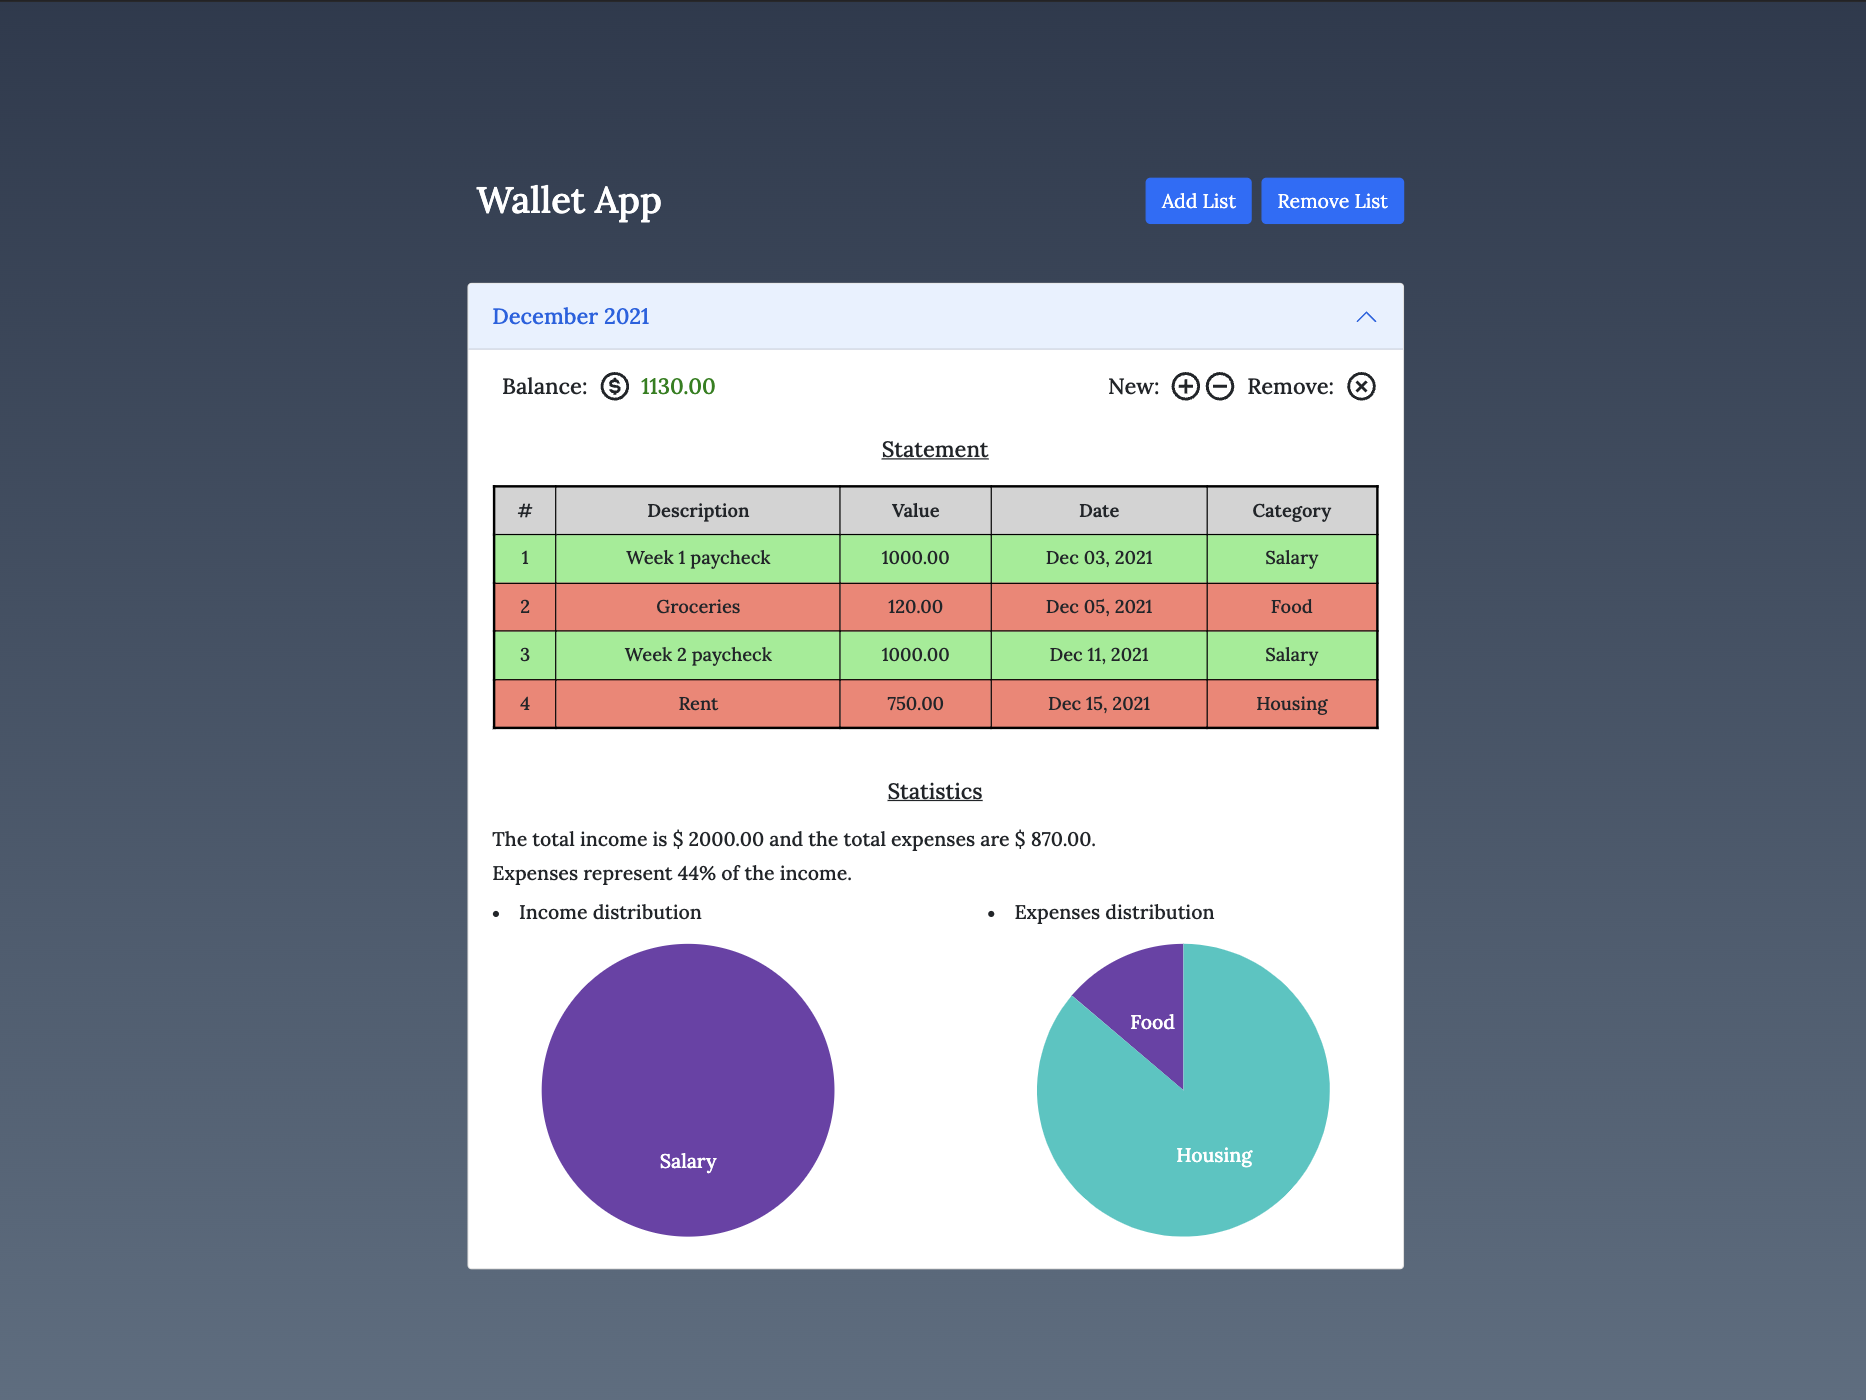 Wallet App
Add List Remove List
December 2021
Balance: $ 1130.00 New: Remove:
Statement
# Description Value Date Category
1 Week 1 paycheck 1000.00 Dec 03, 2021 Salary
2 Groceries 120.00 Dec 05, 2021 Food
3 Week 2 paycheck 1000.00 Dec 11, 2021 Salary
4 Rent 750.00 Dec 15, 2021 Housing
Statistics
The total income is $ 2000.00 and the total expenses are $ 870.00.
Expenses represent 44% of the income.
• Income distribution
• Expenses distribution
Salary
Food
Housing